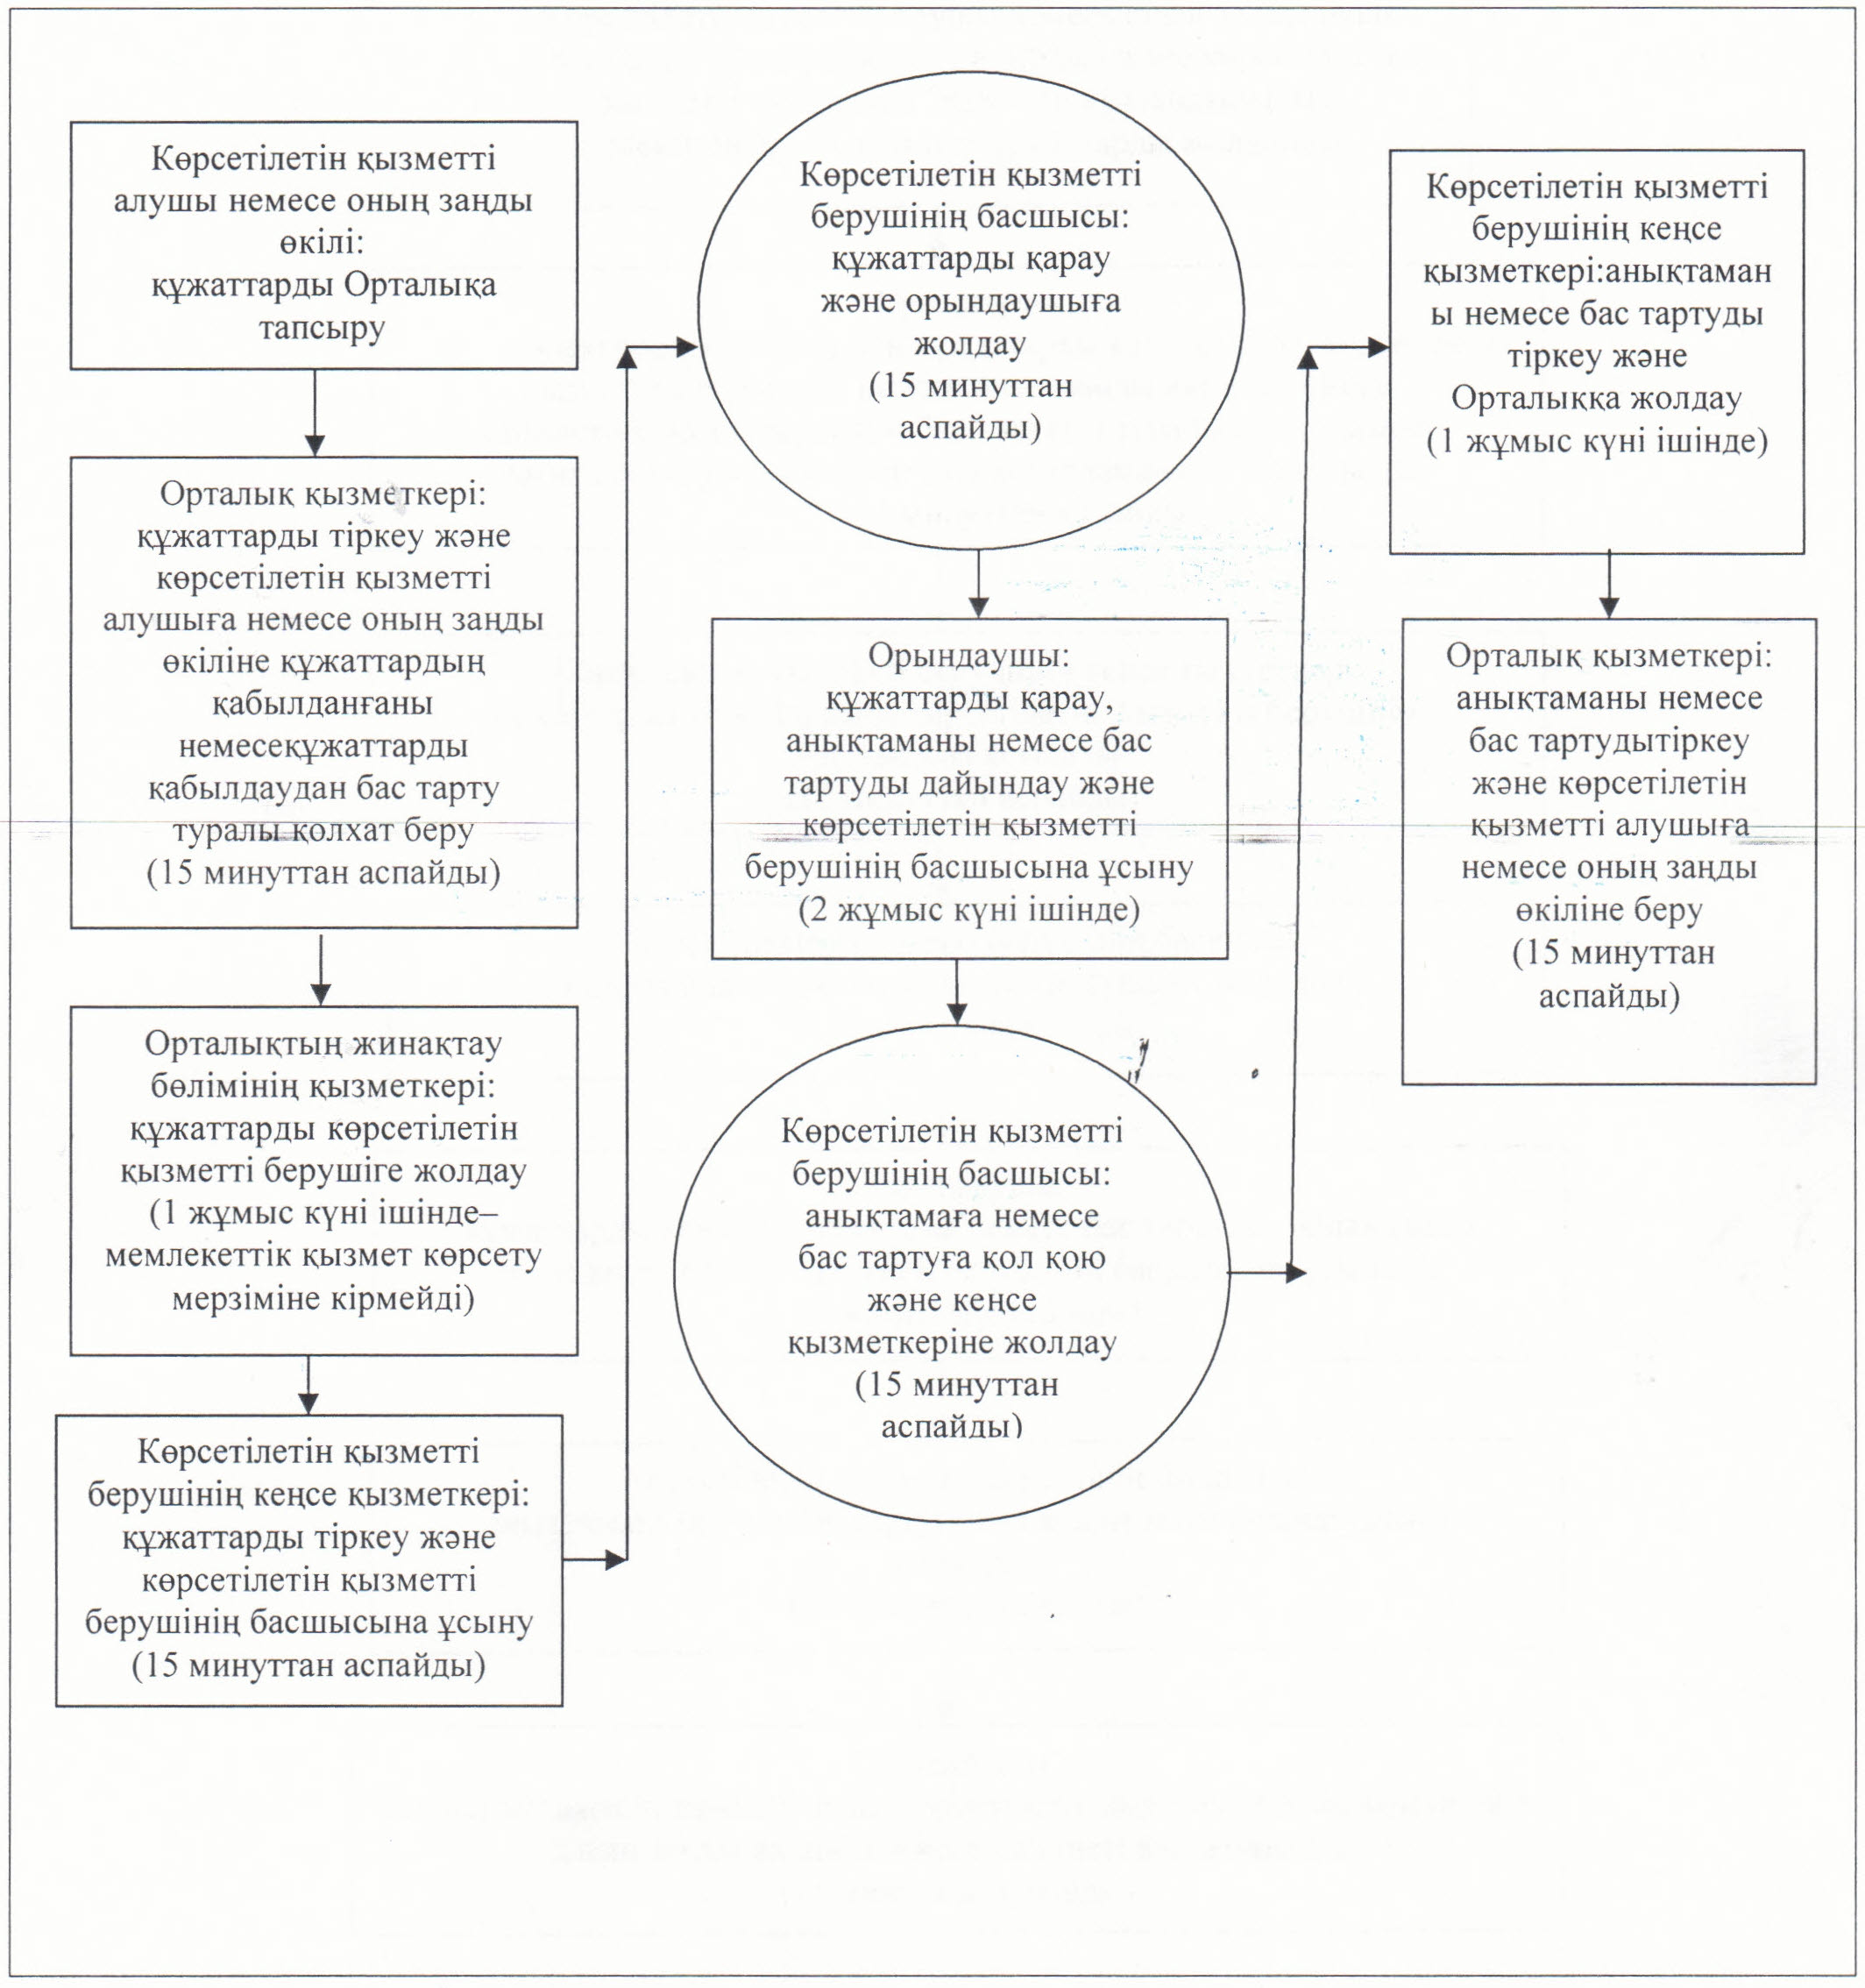 Көрсетілетін қызметті
алушы немесе оның заңды
өкілі:
құжаттарды Орталықа
тапсыру
Орталық қызметкері:
құжаттарды тіркеу және
көрсетілетін қызметті
алушыға немесе оның заңды
өкіліне құжаттардың
қабылданғаны
немесеқұжаттарды
қабылдаудан бас тарту
туралы қолхат беру
(15 минуттан аспайды)
Орталықтың жинақтау
бөлімінің қызметкері:
құжаттарды көрсетілетін
қызметті берушіге жолдау
(1 жұмыс күні ішінде–
мемлекеттік қызмет көрсету
мерзіміне кірмейді)
Көрсетілетін қызметті
берушінің кеңсе қызметкері:
құжаттарды тіркеу және
көрсетілетін қызметті
берушінің басшысына ұсыну
(15 минуттан аспайды)
Көрсетілетін қызметті
берушінің басшысы:
құжаттарды қарау
және орындаушыға
жолдау
(15 минуттан
аспайды)
Орындаушы:
құжаттарды қарау,
анықтаманы немесе бас
тартуды дайындау және
көрсетілетін қызметті
берушінің басшысына ұсыну
(2 жұмыс күні ішінде)
Көрсетілетін қызметті
берушінің басшысы:
анықтамаға немесе
бас тартуға қол қою
және кеңсе
қызметкеріне жолдау
(15 минуттан
аспайды)
Көрсетілетін қызметті
берушінің кеңсе
қызметкері:анықтаман
ы немесе бас тартуды
тіркеу және
Орталыққа жолдау
(1 жұмыс күні ішінде)
Орталық қызметкері:
анықтаманы немесе
бас тартудытіркеу
және көрсетілетін
қызметті алушыға
немесе оның заңды
өкіліне беру
(15 минуттан
аспайды)